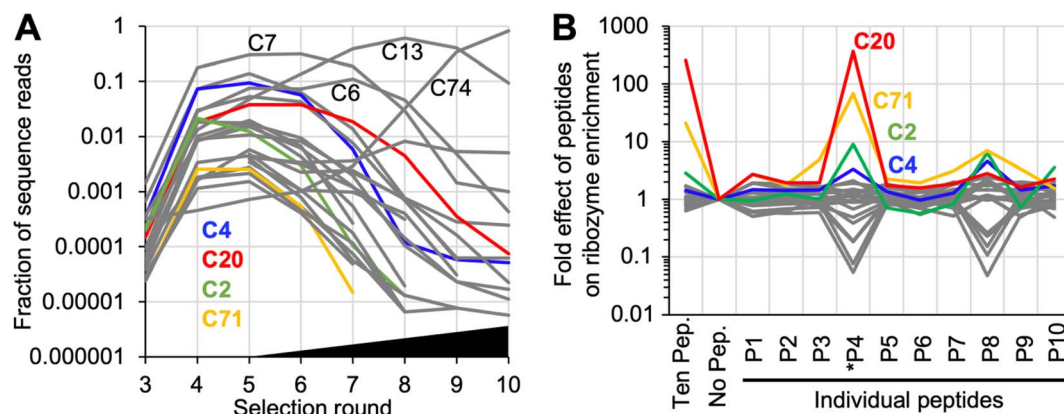 A
Fraction of sequence reads
1
0.1
0.01
0.001
0.0001
0.00001
0.000001
C7
C13
C6
C74
C4
C20
C2
C71
3 4 5 6 7 8 9 10
Selection round
B
Fold effect of peptides
on ribozyme enrichment
1000
100
10
1
0.1
0.01
C20
C71
C2
C4
Ten Pep.
No Pep.
P1
P2
P3
*P4
P5
P6
P7
P8
P9
P10
Individual peptides